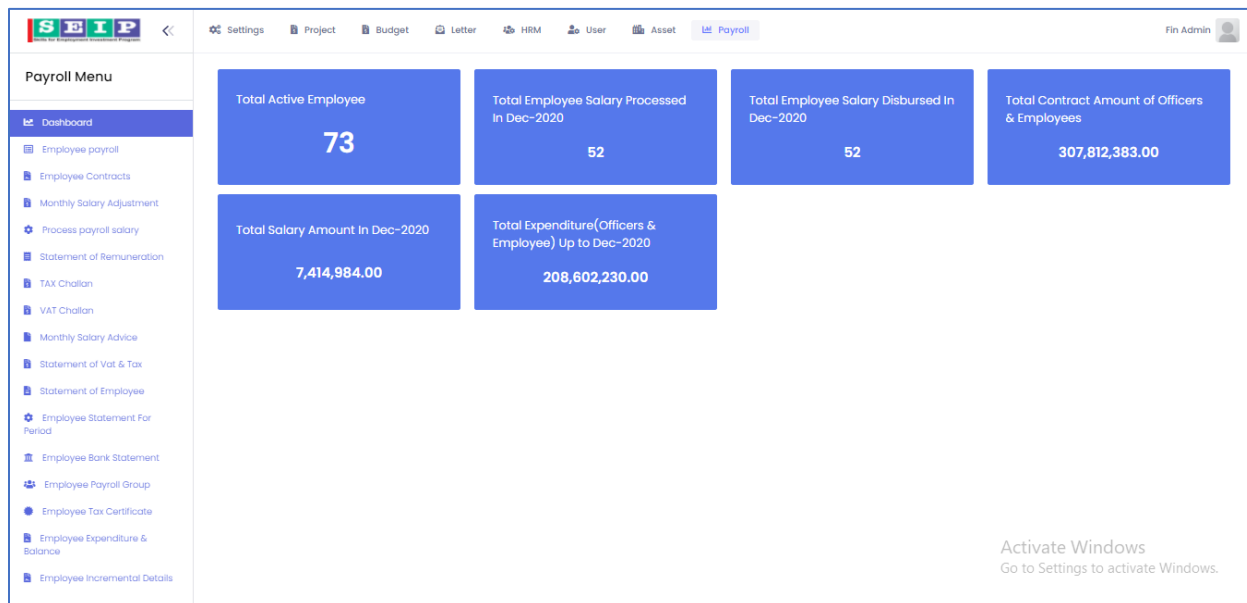 SEIP
Skills for Employment Investment Program
Settings
Project
Budget
Letter
HRM
User
Asset
Payroll
Fin Admin
Payroll Menu
Dashboard
Employee payroll
Employee Contracts
Monthly Salary Adjustment
Process payroll salary
Statement of Remuneration
TAX Challan
VAT Challan
Monthly Salary Advice
Statement of Vat & Tax
Statement of Employee
Employee Statement For
Period
Employee Bank Statement
Employee Payroll Group
Employee Tax Certificate
Employee Expenditure &
Balance
Employee Incremental Details
Total Active Employee
73
Total Employee Salary Processed
In Dec-2020
52
Total Employee Salary Disbursed In
Dec-2020
52
Total Contract Amount of Officers
& Employees
307,812,383.00
Total Salary Amount In Dec-2020
7,414,984.00
Total Expenditure(Officers &
Employee) Up to Dec-2020
208,602,230.00
Activate Windows
Go to Settings to activate Windows.